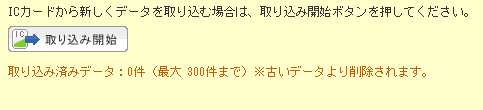 ICカードから新しくデータを取り込む場合は、取り込み開始ボタンを押してください。
IC 取り込み開始
取り込み済みデータ：0件（最大 300件まで）※古いデータより削除されます。